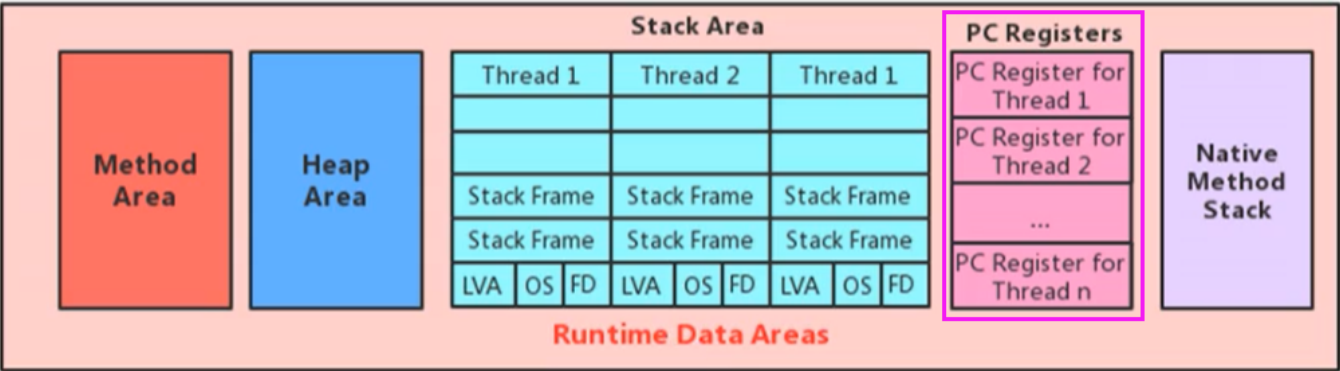 Method
Area
Heap
Area
Stack Area
Thread 1
Thread 2
Thread 1
Stack Frame
Stack Frame
Stack Frame
Stack Frame
Stack Frame
Stack Frame
LVA
OS
FD
LVA
OS
FD
LVA
OS
FD
PC Registers
PC Register for
Thread 1
PC Register for
Thread 2
...
PC Register for
Thread n
Native
Method
Stack
Runtime Data Areas